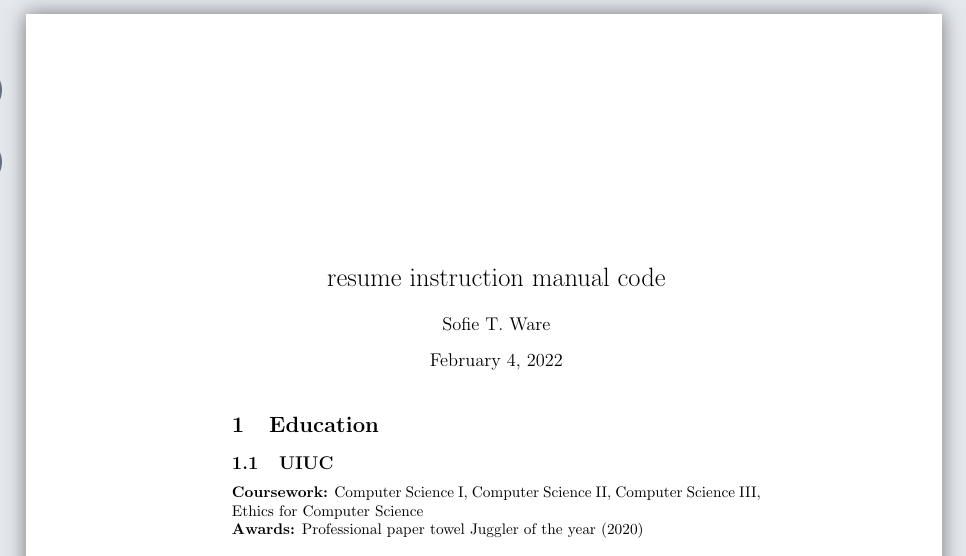 resume instruction manual code
Sofie T. Ware
February 4, 2022
1 Education
1.1 UIUC
Coursework: Computer Science I, Computer Science II, Computer Science III,
Ethics for Computer Science
Awards: Professional paper towel Juggler of the year (2020)